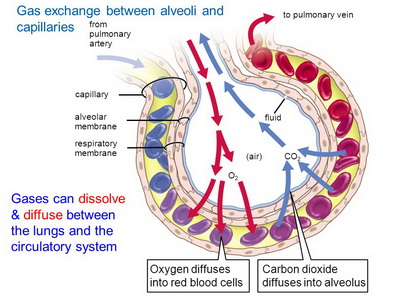 Gas exchange between alveoli and
capillaries
from
pulmonary
artery
to pulmonary vein
capillary
alveolar
membrane
respiratory
membrane
fluid
(air)
O2
CO2
Gases can dissolve
& diffuse between
the lungs and the
circulatory system
Oxygen diffuses
into red blood cells
Carbon dioxide
diffuses into alveolus